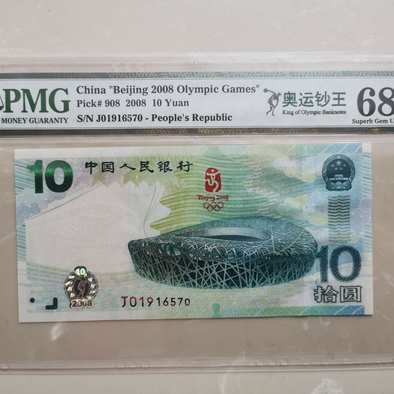 PMG
MONEY GUARANTY
China "Beijing 2008 Olympic Games"
Pick# 908 2008 10 Yuan
S/N J01916570 - People's Republic
奥运钞王
King of Olympic Banknotes
68
Superb Gem U
10
中国人民银行
Beijing 2008
10
2008
J01916570
10
拾圆